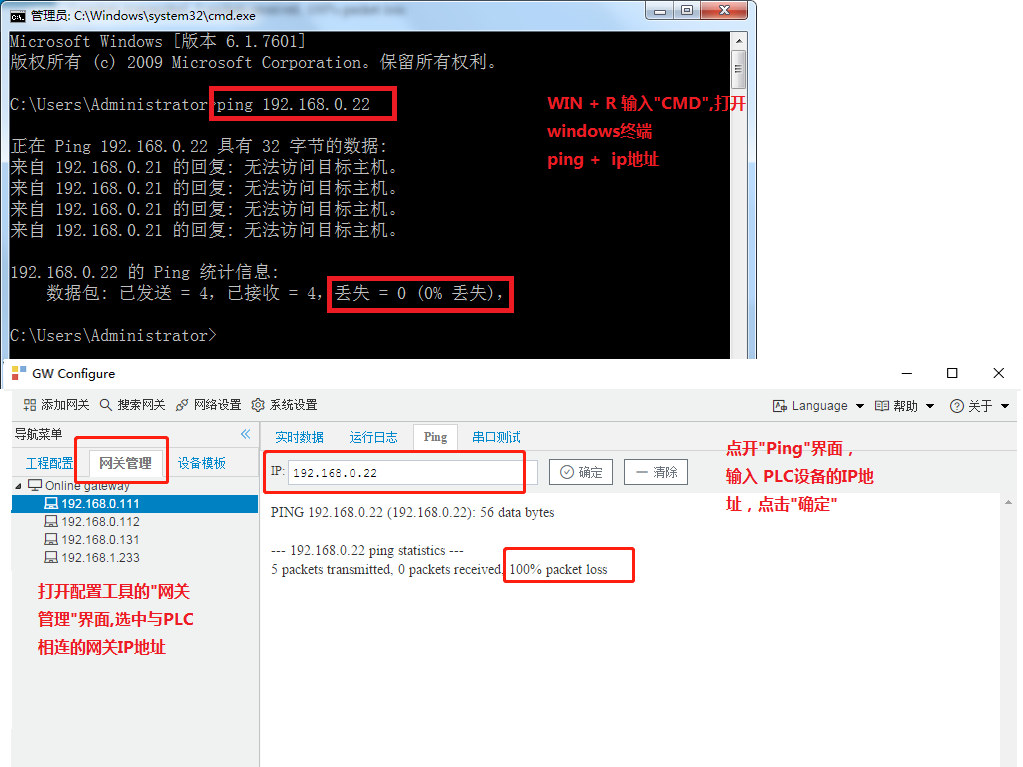 管理员: C:\Windows\system32\cmd.exe
Microsoft Windows [版本 6.1.7601]
版权所有 (c) 2009 Microsoft Corporation。保留所有权利。
C:\Users\Administrator>ping 192.168.0.22
WIN + R 输入"CMD",打开
windows终端
ping + ip地址
正在 Ping 192.168.0.22 具有 32 字节的数据:
来自 192.168.0.21 的回复: 无法访问目标主机。
来自 192.168.0.21 的回复: 无法访问目标主机。
来自 192.168.0.21 的回复: 无法访问目标主机。
来自 192.168.0.21 的回复: 无法访问目标主机。
192.168.0.22 的 Ping 统计信息:
数据包: 已发送 = 4，已接收 = 4，丢失 = 0 (0% 丢失)，
C:\Users\Administrator>
GW Configure
添加网关 搜索网关 网络设置 系统设置 Language 帮助 关于
导航菜单
工程配置 网关管理 设备模板
Online gateway
192.168.0.111
192.168.0.112
192.168.0.131
192.168.1.233
打开配置工具的"网关
管理"界面,选中与PLC
相连的网关IP地址
实时数据 运行日志 Ping 串口测试
IP: 192.168.0.22 确定 清除
PING 192.168.0.22 (192.168.0.22): 56 data bytes
--- 192.168.0.22 ping statistics ---
5 packets transmitted, 0 packets received, 100% packet loss
点开"Ping"界面，
输入 PLC设备的IP地
址，点击"确定"